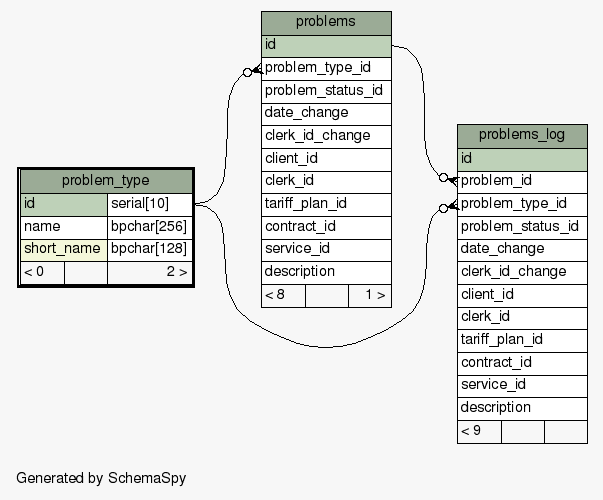 problems
id
problem_type_id
problem_status_id
date_change
clerk_id_change
client_id
clerk_id
tariff_plan_id
contract_id
service_id
description
< 8 1 >
problem_type
id serial[10]
name bpchar[256]
short_name bpchar[128]
< 0 2 >
problems_log
id
problem_id
problem_type_id
problem_status_id
date_change
clerk_id_change
client_id
clerk_id
tariff_plan_id
contract_id
service_id
description
< 9
Generated by SchemaSpy